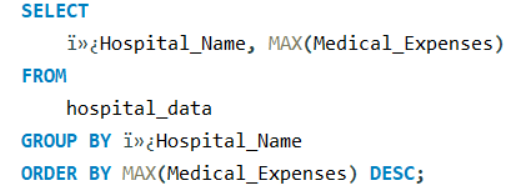 SELECT
ï»¿Hospital_Name, MAX(Medical_Expenses)
FROM
hospital_data
GROUP BY ï»¿Hospital_Name
ORDER BY MAX(Medical_Expenses) DESC;